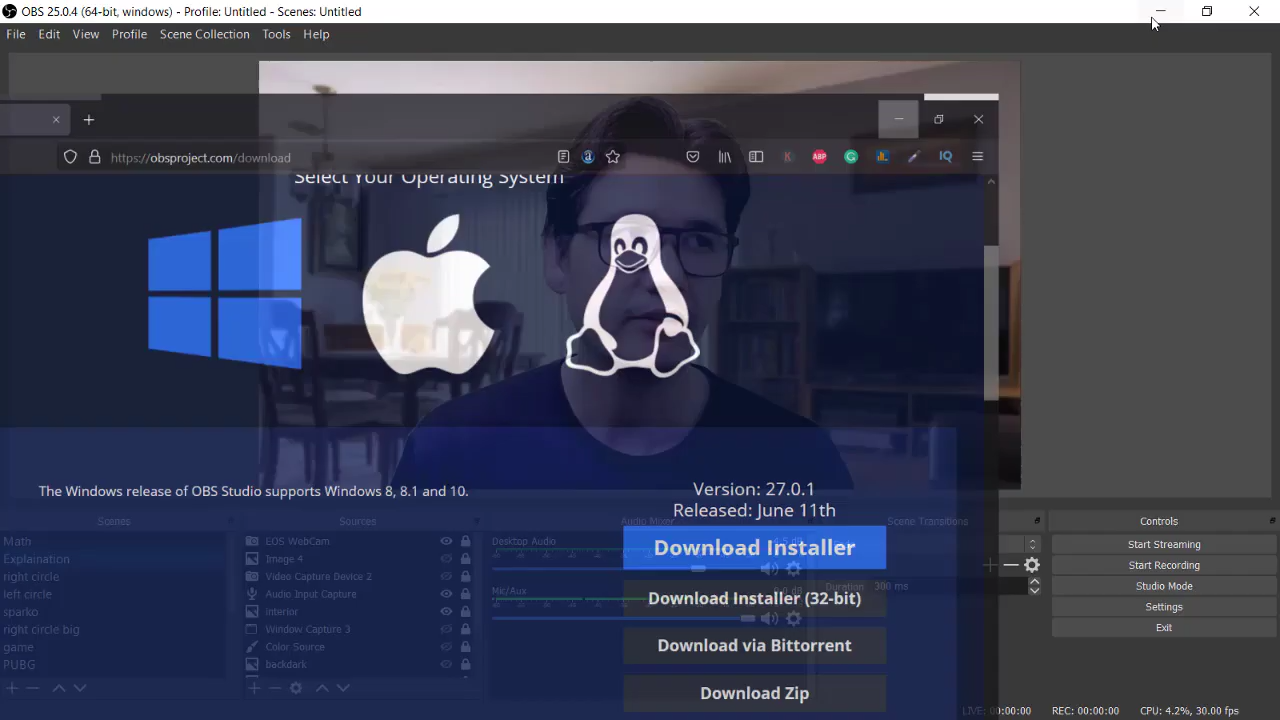 OBS 25.0.4 (64-bit, windows) - Profile: Untitled - Scenes: Untitled
File Edit View Profile Scene Collection Tools Help
https://obsproject.com/download
ABP
IQ
Select Your Operating System
The Windows release of OBS Studio supports Windows 8, 8.1 and 10.
Version: 27.0.1
Released: June 11th
Download Installer
Download Installer (32-bit)
Download via Bittorrent
Download Zip
Scenes
Math
Explaination
right circle
left circle
sparko
right circle big
game
PUBG
Sources
EOS WebCam
Image 4
Video Capture Device 2
Audio Input Capture
Interior
Window Capture 3
Color Source
backdark
Audio Mixer
Desktop Audio
Mic/Aux
Scene Transitions
Duration 300 ms
Controls
Start Streaming
Start Recording
Studio Mode
Settings
Exit
LIVE: 00:00:00 REC: 00:00:00 CPU: 4.2%, 30.00 fps